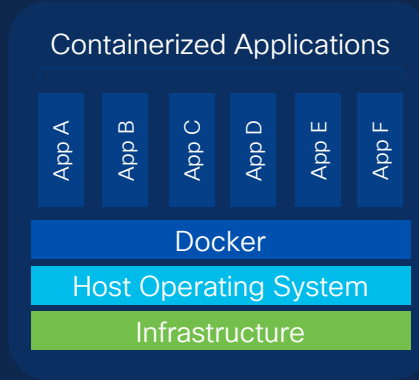 Containerized Applications
App A
App B
App C
App D
App E
App F
Docker
Host Operating System
Infrastructure